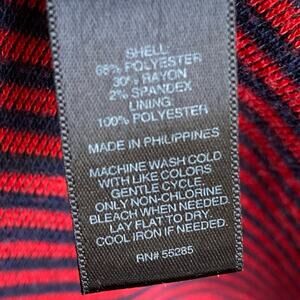 SHELL:
68% POLYESTER
30% RAYON
2% SPANDEX
LINING:
100% POLYESTER
MADE IN PHILIPPINES
MACHINE WASH COLD
WITH LIKE COLORS
GENTLE CYCLE
ONLY NON-CHLORINE
BLEACH WHEN NEEDED.
LAY FLAT TO DRY
COOL IRON IF NEEDED.
RN# 55285